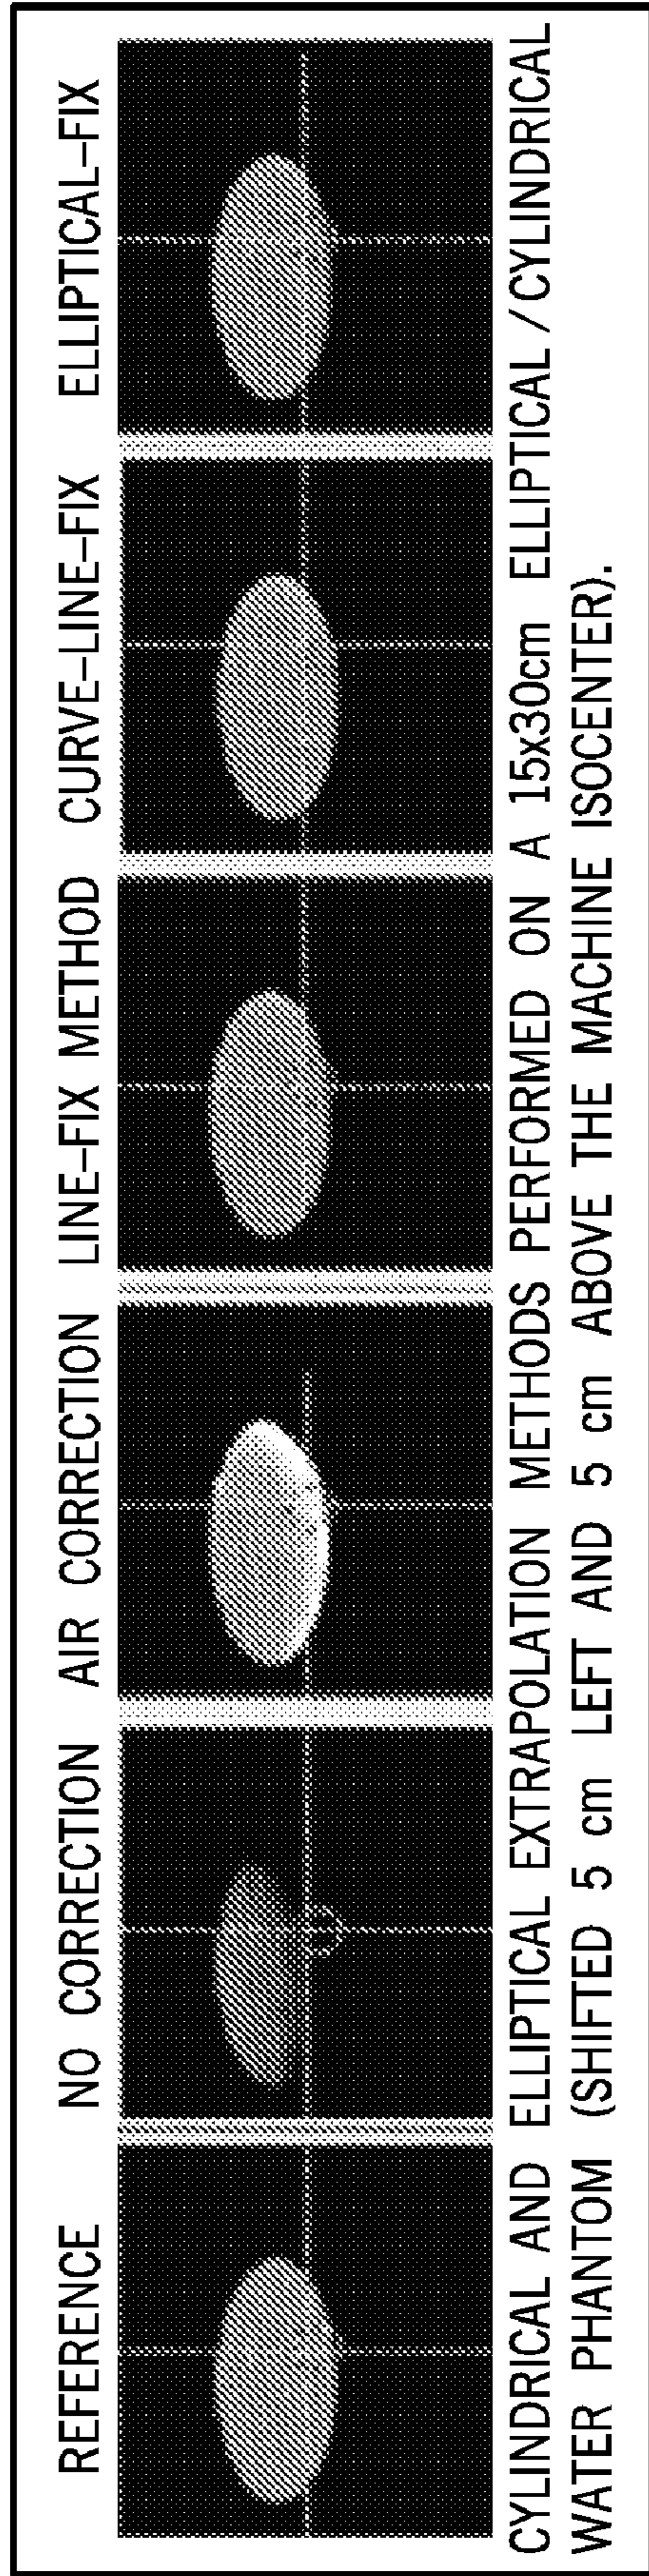 REFERENCE NO CORRECTION AIR CORRECTION LINE–FIX METHOD CURVE–LINE–FIX ELLIPTICAL–FIX
CYLINDRICAL AND ELLIPTICAL EXTRAPOLATION METHODS PERFORMED ON A 15x30cm ELLIPTICAL/CYLINDRICAL
WATER PHANTOM (SHIFTED 5 cm LEFT AND 5 cm ABOVE THE MACHINE ISOCENTER).